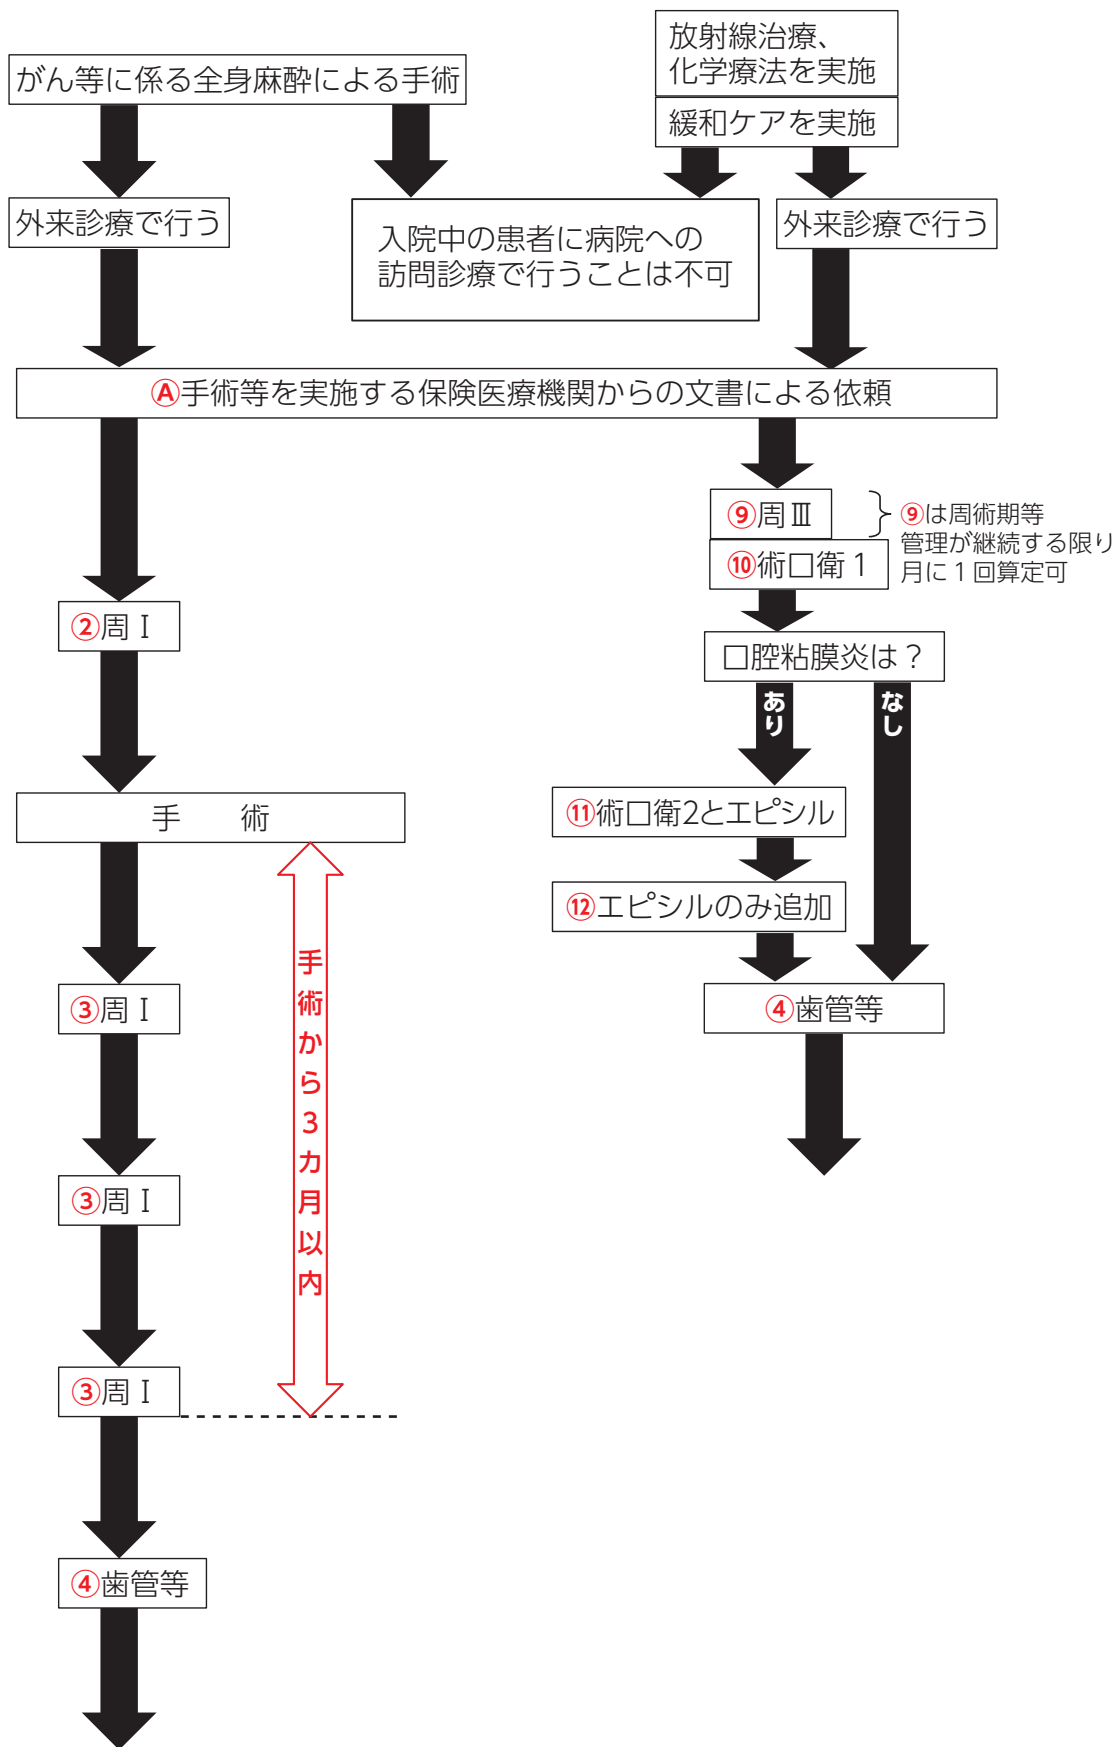 がん等に係る全身麻酔による手術
放射線治療、
化学療法を実施
緩和ケアを実施
外来診療で行う
入院中の患者に病院への
訪問診療で行うことは不可
外来診療で行う
Ⓐ手術等を実施する保険医療機関からの文書による依頼
⑨周Ⅲ
⑩術口衛1
⑨は周術期等
管理が継続する限り
月に1回算定可
②周Ⅰ
口腔粘膜炎は？
あり
なし
手　術
⑪術口衛2とエピシル
⑫エピシルのみ追加
手術から3カ月以内
③周Ⅰ
④歯管等
③周Ⅰ
③周Ⅰ
④歯管等